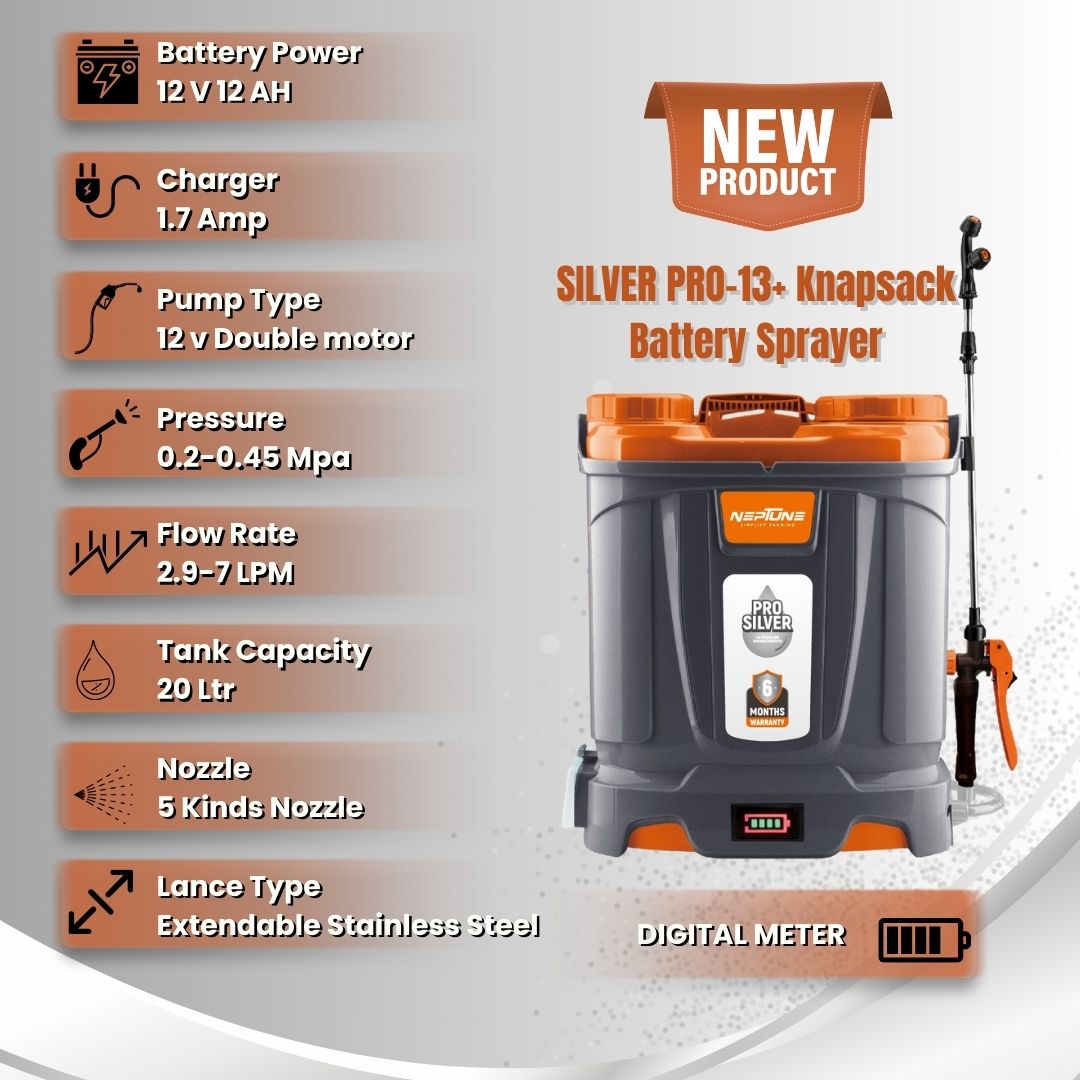 Battery Power
12 V 12 AH
Charger
1.7 Amp
Pump Type
12 v Double motor
Pressure
0.2-0.45 Mpa
Flow Rate
2.9-7 LPM
Tank Capacity
20 Ltr
Nozzle
5 Kinds Nozzle
Lance Type
Extendable Stainless Steel
NEW
PRODUCT
SILVER PRO-13+ Knapsack
Battery Sprayer
NEPTUNE
SIMPLIFY FARMING
PRO
SILVER
6
MONTHS
WARRANTY
DIGITAL METER